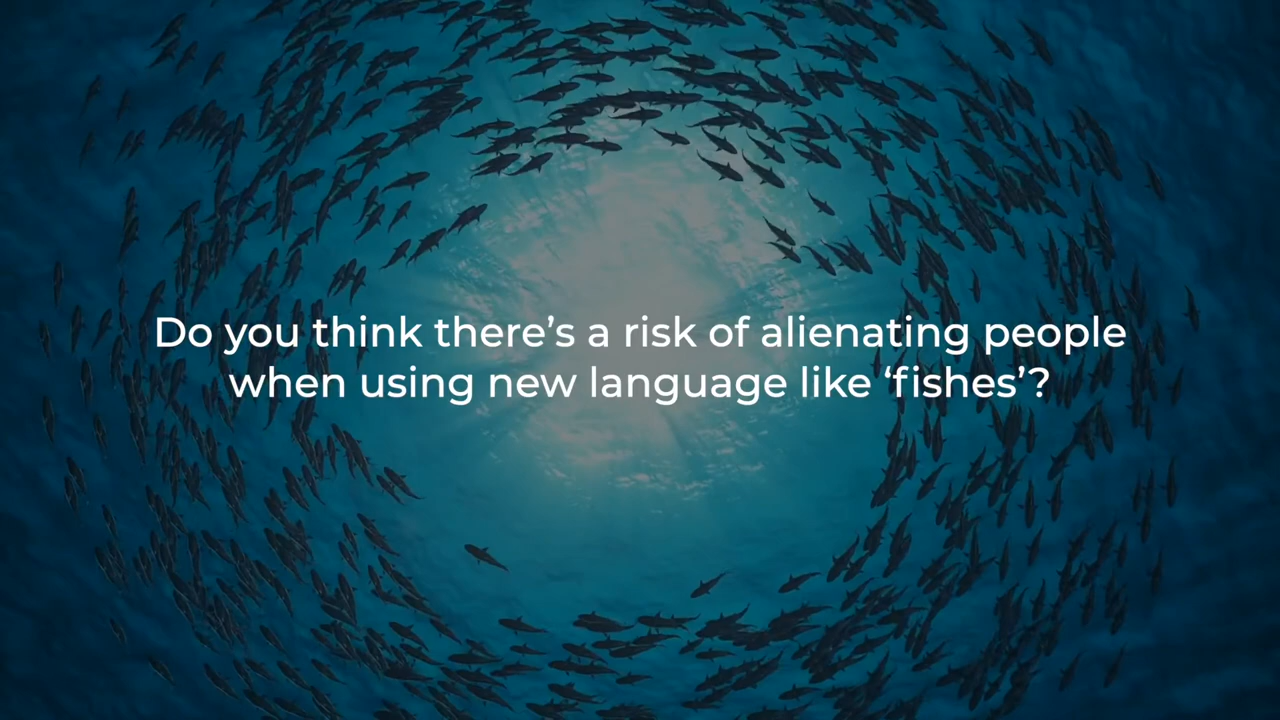 Do you think there’s a risk of alienating people
when using new language like ‘fishes’?